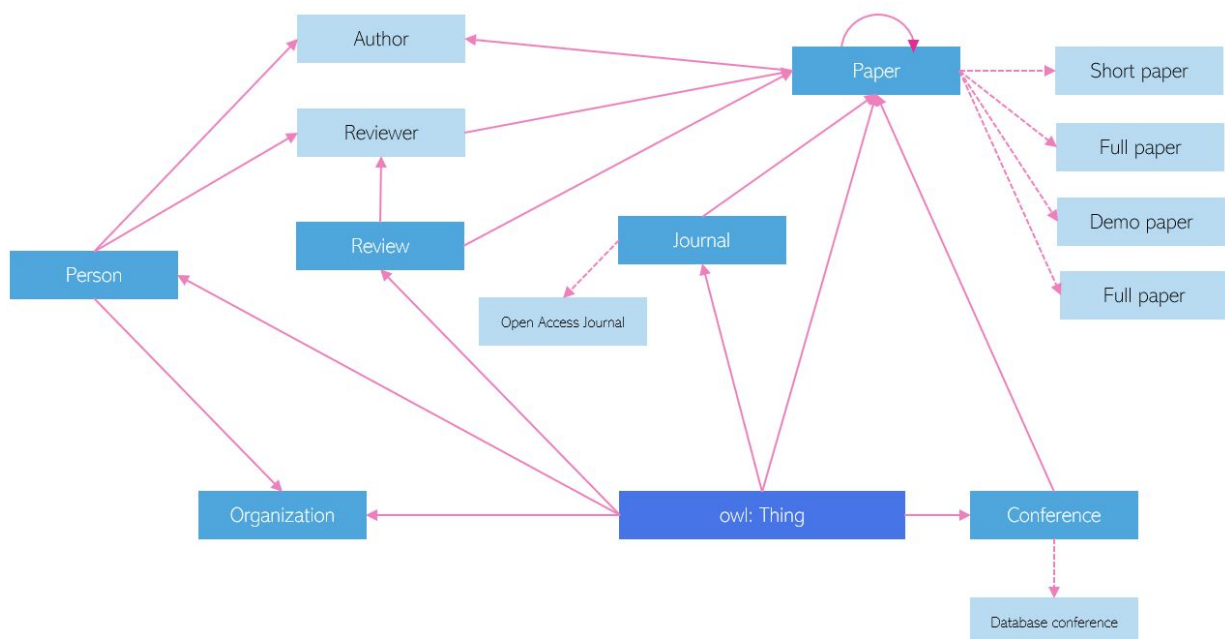 Author
Paper
Short paper
Reviewer
Full paper
Demo paper
Review
Journal
Person
Full paper
Open Access Journal
Organization
owl: Thing
Conference
Database conference